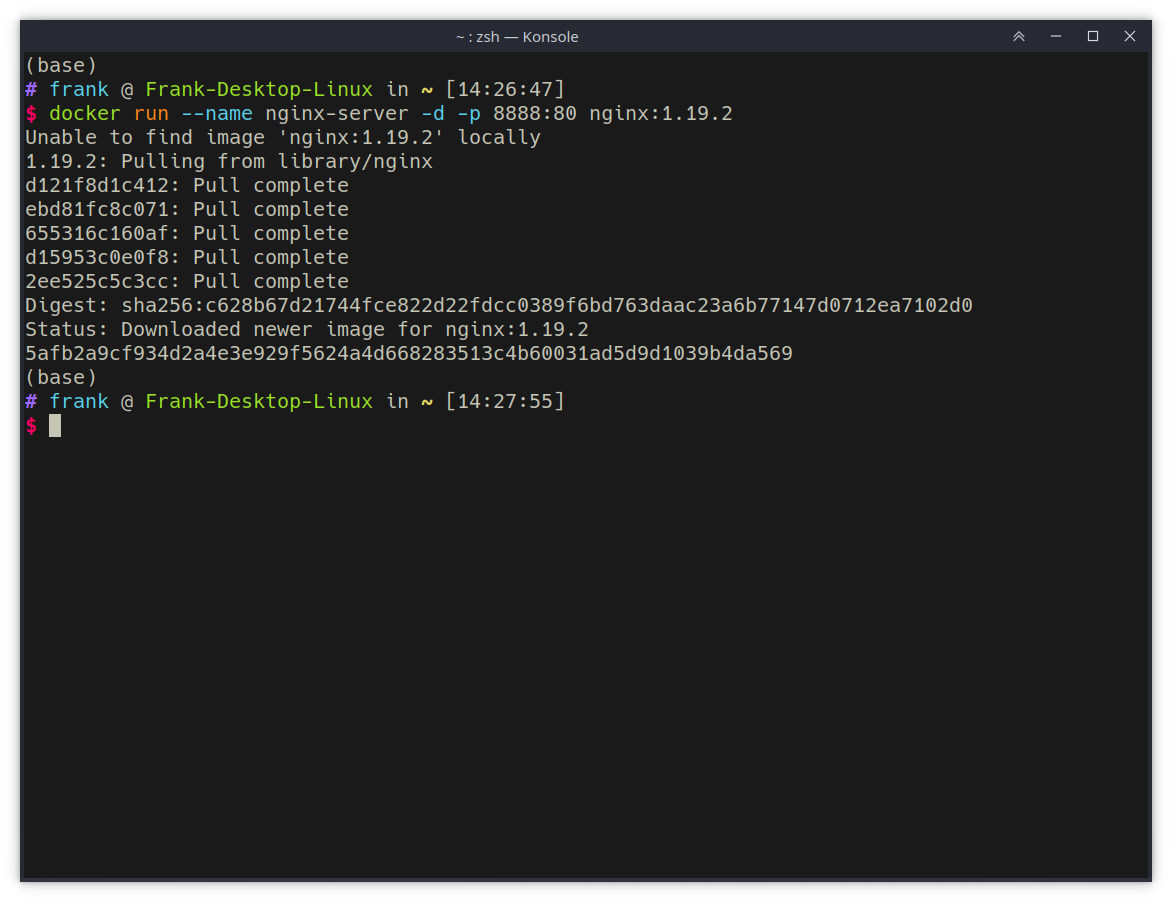 ~ : zsh — Konsole
(base)
# frank @ Frank-Desktop-Linux in ~ [14:26:47]
$ docker run --name nginx-server -d -p 8888:80 nginx:1.19.2
Unable to find image 'nginx:1.19.2' locally
1.19.2: Pulling from library/nginx
d121f8d1c412: Pull complete
ebd81fc8c071: Pull complete
655316c160af: Pull complete
d15953c0e0f8: Pull complete
2ee525c5c3cc: Pull complete
Digest: sha256:c628b67d21744fce822d22fdcc0389f6bd763daac23a6b77147d0712ea7102d0
Status: Downloaded newer image for nginx:1.19.2
5afb2a9cf934d2a4e3e929f5624a4d668283513c4b60031ad5d9d1039b4da569
(base)
# frank @ Frank-Desktop-Linux in ~ [14:27:55]
$